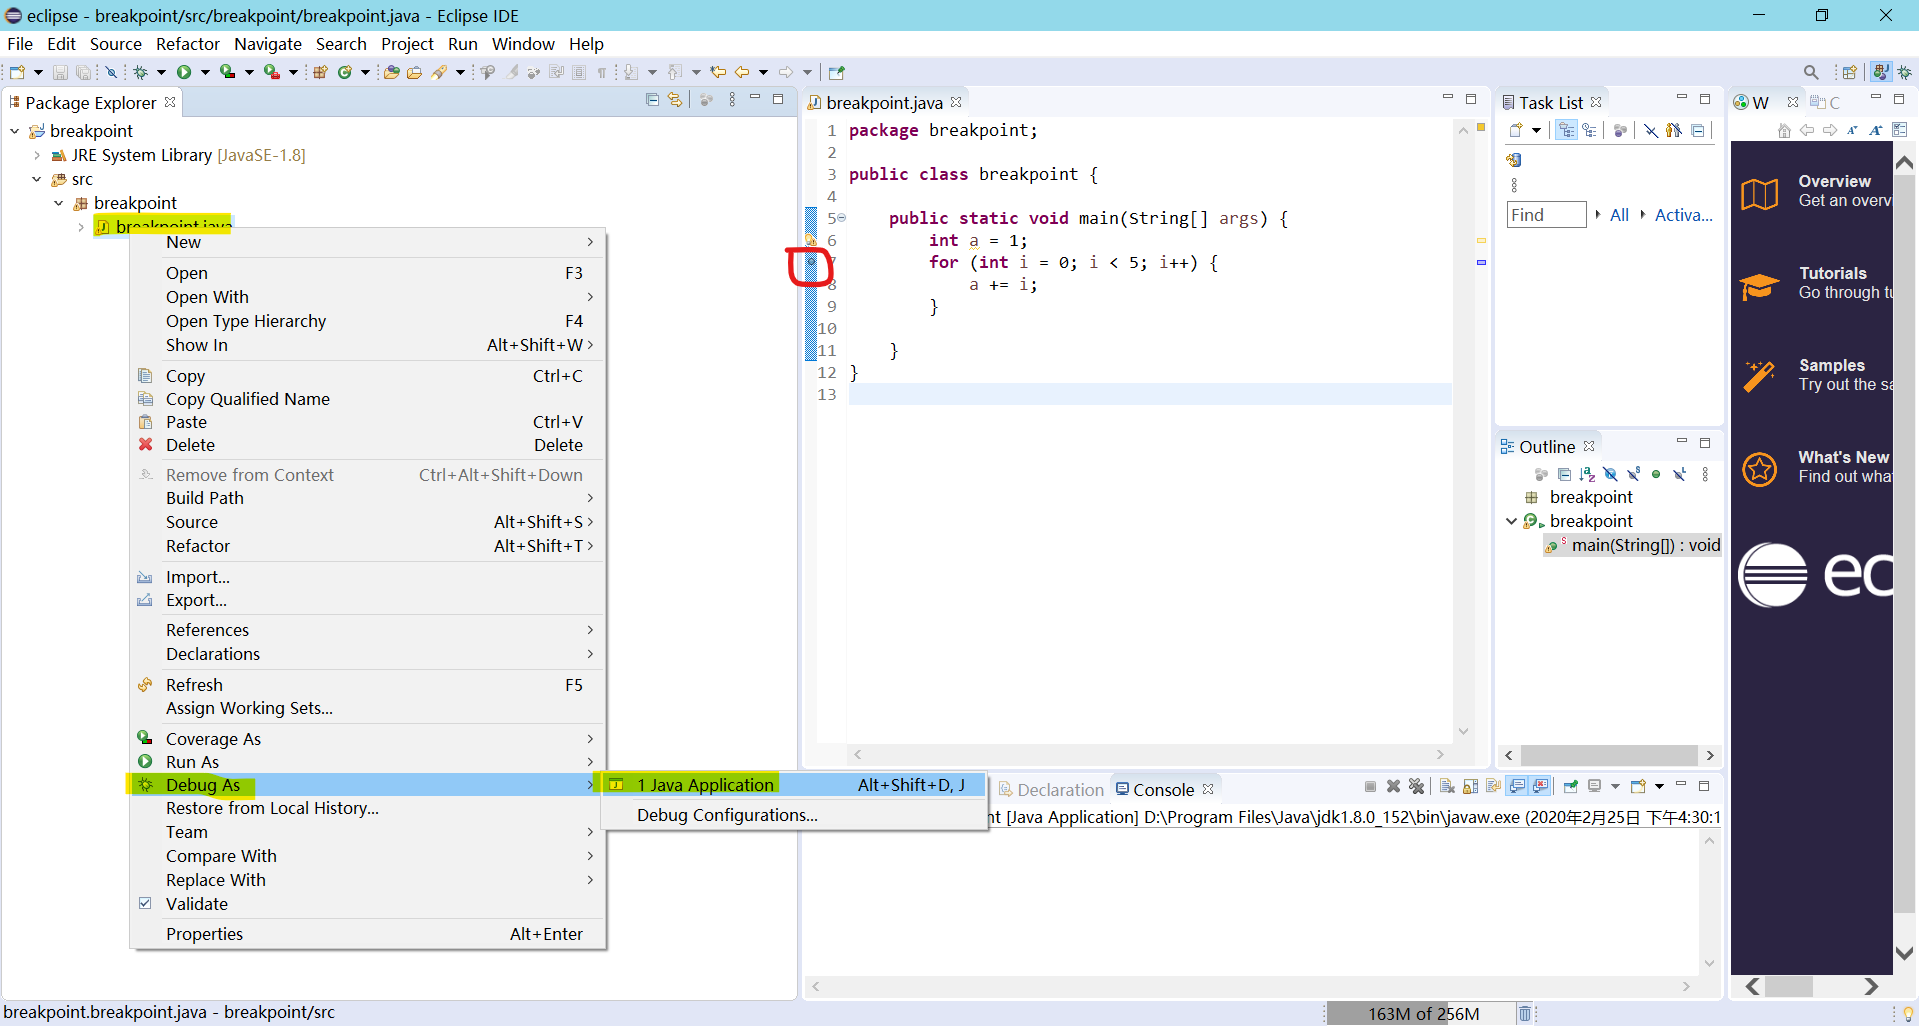 eclipse - breakpoint/src/breakpoint/breakpoint.java - Eclipse IDE
File Edit Source Refactor Navigate Search Project Run Window Help
Package Explorer
breakpoint
JRE System Library [JavaSE-1.8]
src
breakpoint
breakpoint.java
New
Open F3
Open With
Open Type Hierarchy F4
Show In Alt+Shift+W
Copy Ctrl+C
Copy Qualified Name
Paste Ctrl+V
Delete Delete
Remove from Context Ctrl+Alt+Shift+Down
Build Path
Source Alt+Shift+S
Refactor Alt+Shift+T
Import...
Export...
References
Declarations
Refresh F5
Assign Working Sets...
Coverage As
Run As
Debug As
Restore from Local History...
Team
Compare With
Replace With
Validate
Properties Alt+Enter
1 Java Application Alt+Shift+D, J
Debug Configurations...
breakpoint.java
1 package breakpoint;
2
3 public class breakpoint {
4
5     public static void main(String[] args) {
6         int a = 1;
7         for (int i = 0; i < 5; i++) {
8             a += i;
9         }
10
11     }
12 }
13
Declaration Console
nt [Java Application] D:\Program Files\Java\jdk1.8.0_152\bin\javaw.exe (2020年2月25日 下午4:30:1
Task List
Find All Activa...
Outline
breakpoint
breakpoint
main(String[]) : void
W C
Overview
Get an overv
Tutorials
Go through tu
Samples
Try out the sa
What's New
Find out wha
ec
breakpoint.breakpoint.java - breakpoint/src
163M of 256M